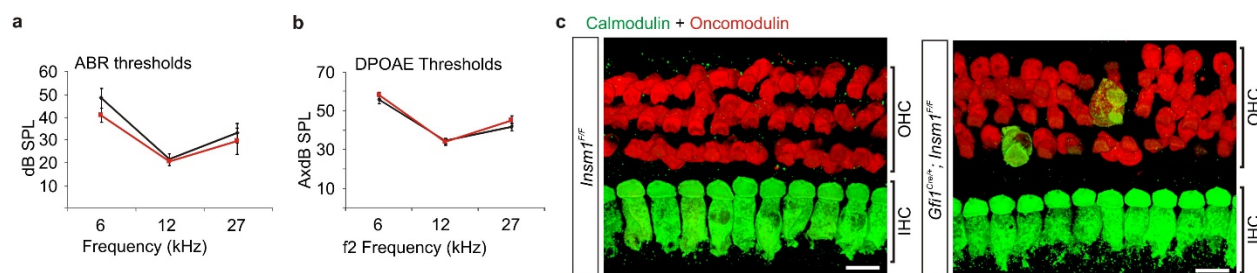 a
ABR thresholds
dB SPL
60
50
40
30
20
10
0
6 12 27
Frequency (kHz)
b
DPOAE Thresholds
AxdB SPL
70
50
30
10
6 12 27
f2 Frequency (kHz)
c Calmodulin + Oncomodulin
Insm1F/F
OHC
IHC
Gfi1Cre/+; Insm1F/F
OHC
IHC